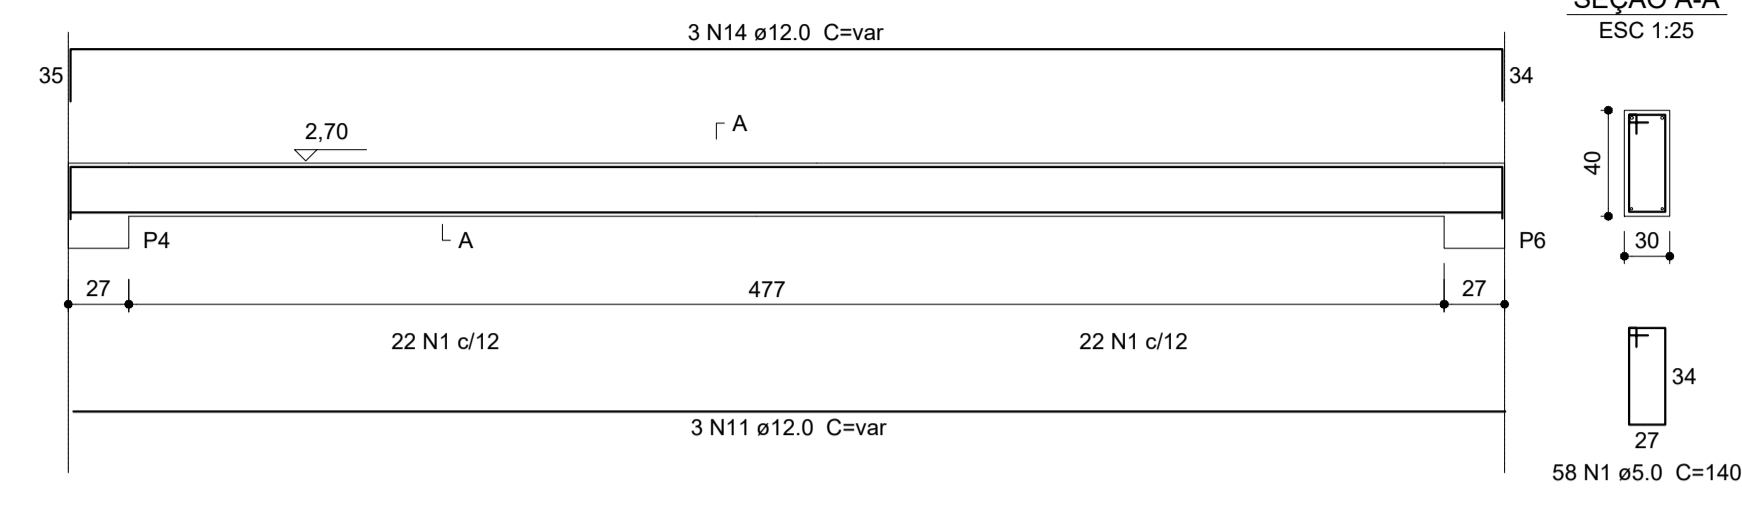 SEÇÃO A-A
ESC 1:25
3 N14 ø12.0 C=var
35
34
2,70
A
40
P4
A
P6
30
27
477
27
22 N1 c/12
22 N1 c/12
34
3 N11 ø12.0 C=var
27
58 N1 ø5.0 C=140